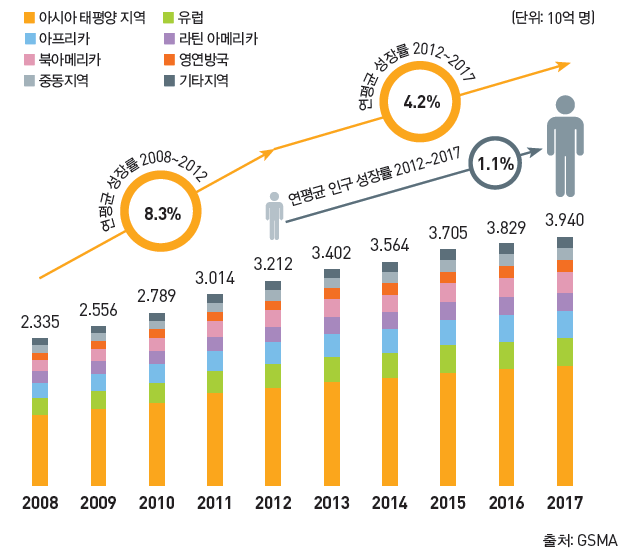 아시아 태평양 지역
유럽
(단위: 10억 명)
아프리카
라틴 아메리카
북아메리카
영연방국
중동지역
기타지역
연평균 성장률 2012~2017
4.2%
연평균 성장률 2008~2012
8.3%
연평균 인구 성장률 2012~2017
1.1%
2.335
2.556
2.789
3.014
3.212
3.402
3.564
3.705
3.829
3.940
2008
2009
2010
2011
2012
2013
2014
2015
2016
2017
출처: GSMA